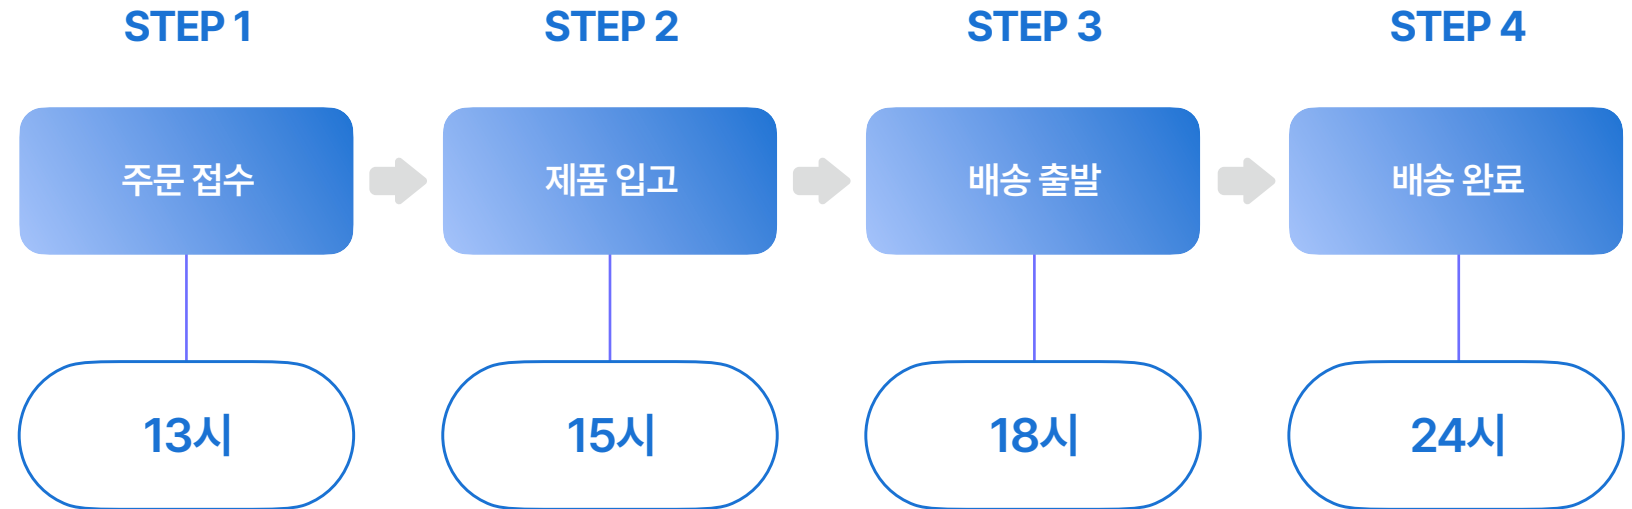 STEP 1
STEP 2
STEP 3
STEP 4
주문 접수
제품 입고
배송 출발
배송 완료
13시
15시
18시
24시